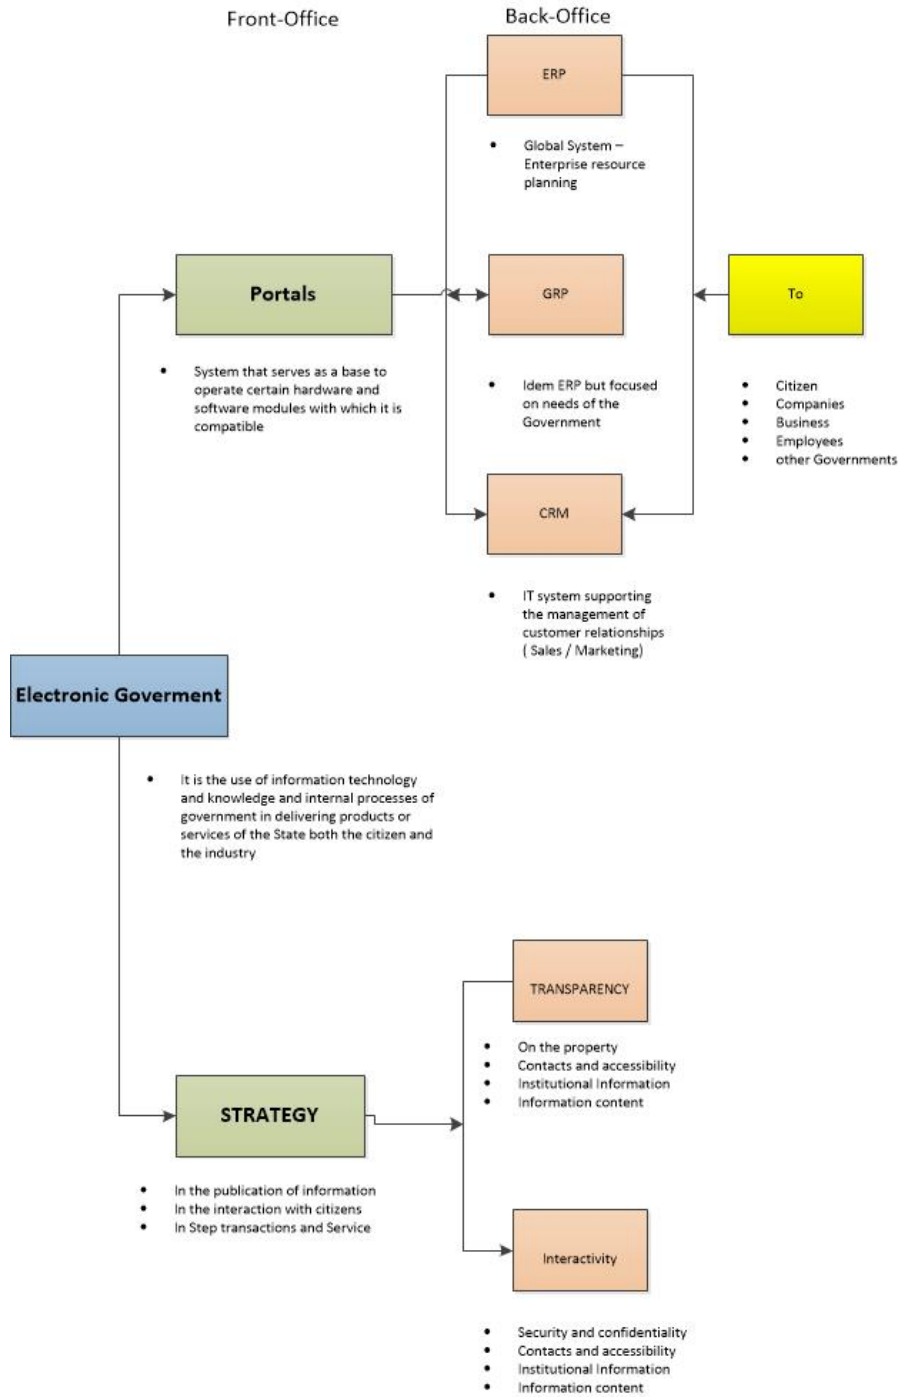 Front-Office
Back-Office
ERP
• Global System –
Enterprise resource
planning
Portals
GRP
To
• System that serves as a base to
operate certain hardware and
software modules with which it is
compatible
• Idem ERP but focused
on needs of the
Government
• Citizen
• Companies
• Business
• Employees
• other Governments
CRM
• IT system supporting
the management of
customer relationships
( Sales / Marketing)
Electronic Goverment
• It is the use of information technology
and knowledge and internal processes of
government in delivering products or
services of the State both the citizen and
the industry
TRANSPARENCY
• On the property
• Contacts and accessibility
• Institutional Information
• Information content
STRATEGY
• In the publication of information
• In the interaction with citizens
• In Step transactions and Service
Interactivity
• Security and confidentiality
• Contacts and accessibility
• Institutional Information
• Information content